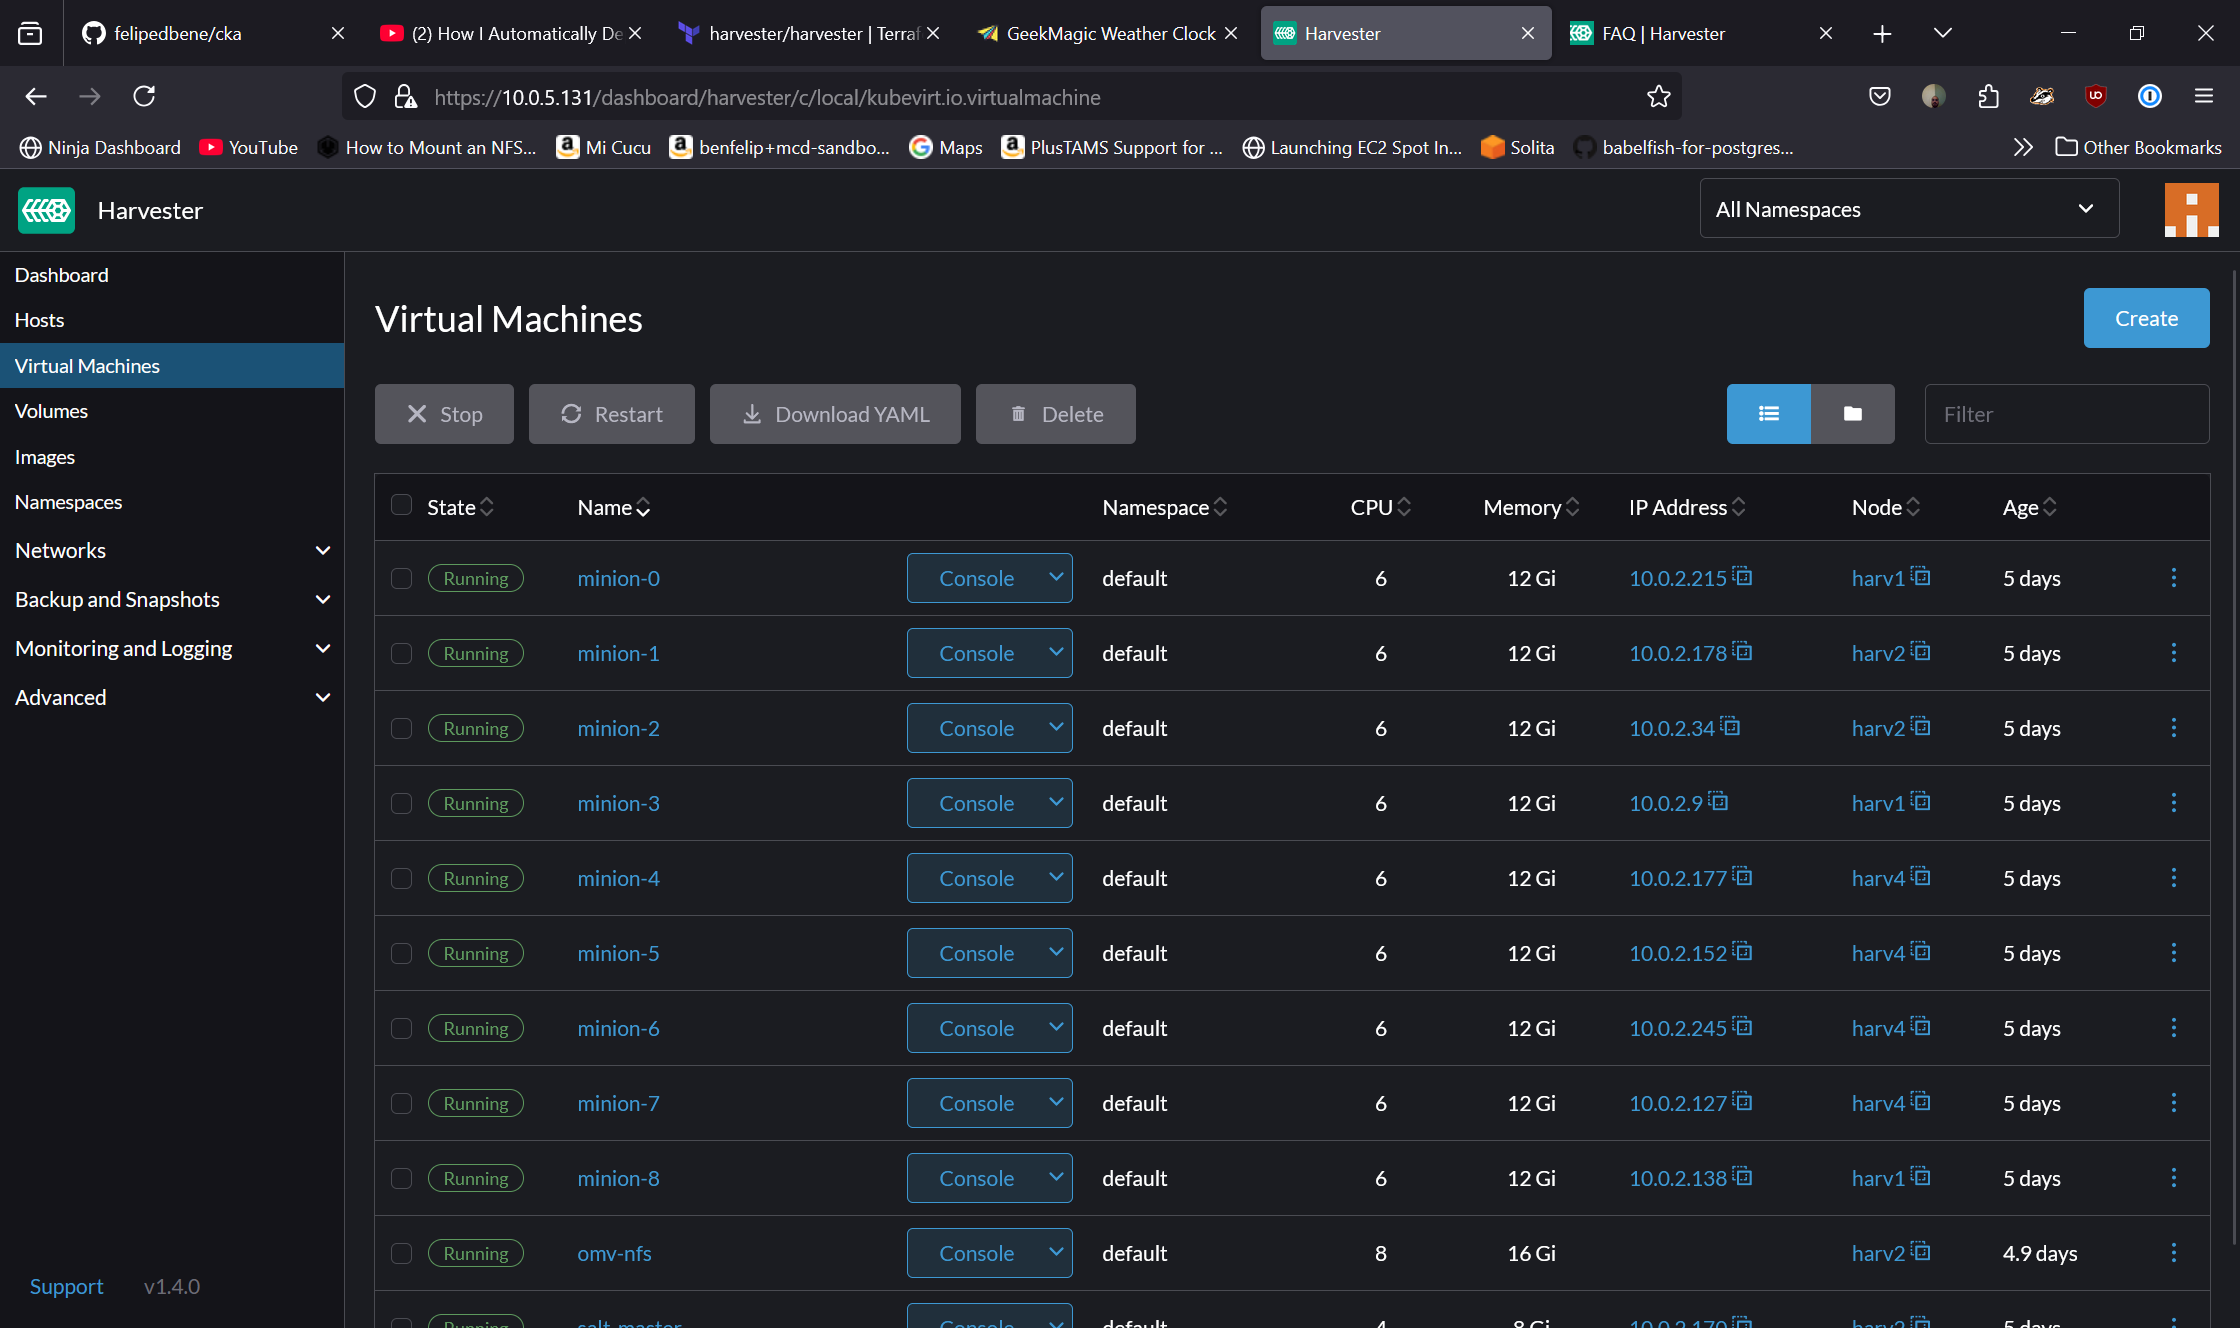 felipedbene/cka
(2) How I Automatically De
harvester/harvester | Terraf
GeekMagic Weather Clock
Harvester
FAQ | Harvester
https://10.0.5.131/dashboard/harvester/c/local/kubevirt.io.virtualmachine
Ninja Dashboard
YouTube
How to Mount an NFS...
Mi Cucu
benfelip+mcd-sandbo...
Maps
PlusTAMS Support for ...
Launching EC2 Spot In...
Solita
babelfish-for-postgres...
Other Bookmarks
Harvester
All Namespaces
Dashboard
Hosts
Virtual Machines
Volumes
Images
Namespaces
Networks
Backup and Snapshots
Monitoring and Logging
Advanced
Support v1.4.0
Virtual Machines
Create
Stop Restart Download YAML Delete
Filter
State Name Namespace CPU Memory IP Address Node Age
Running minion-0 Console default 6 12 Gi 10.0.2.215 harv1 5 days
Running minion-1 Console default 6 12 Gi 10.0.2.178 harv2 5 days
Running minion-2 Console default 6 12 Gi 10.0.2.34 harv2 5 days
Running minion-3 Console default 6 12 Gi 10.0.2.9 harv1 5 days
Running minion-4 Console default 6 12 Gi 10.0.2.177 harv4 5 days
Running minion-5 Console default 6 12 Gi 10.0.2.152 harv4 5 days
Running minion-6 Console default 6 12 Gi 10.0.2.245 harv4 5 days
Running minion-7 Console default 6 12 Gi 10.0.2.127 harv4 5 days
Running minion-8 Console default 6 12 Gi 10.0.2.138 harv1 5 days
Running omv-nfs Console default 8 16 Gi harv2 4.9 days
Running salt-master Console default 4 8 Gi 10.0.2.170 5 days